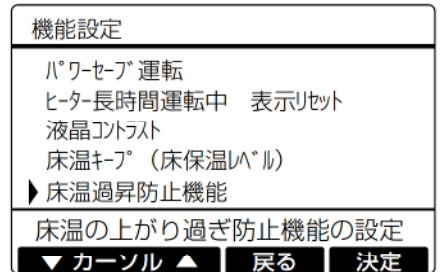 機能設定
ﾊﾟﾜｰｾｰﾌﾞ運転
ﾋｰﾀｰ長時間運転中　表示ﾘｾｯﾄ
液晶ｺﾝﾄﾗｽﾄ
床温ｷｰﾌﾟ（床保温ﾚﾍﾞﾙ）
▶床温過昇防止機能
床温の上がり過ぎ防止機能の設定
▼ カーソル ▲　戻る　決定